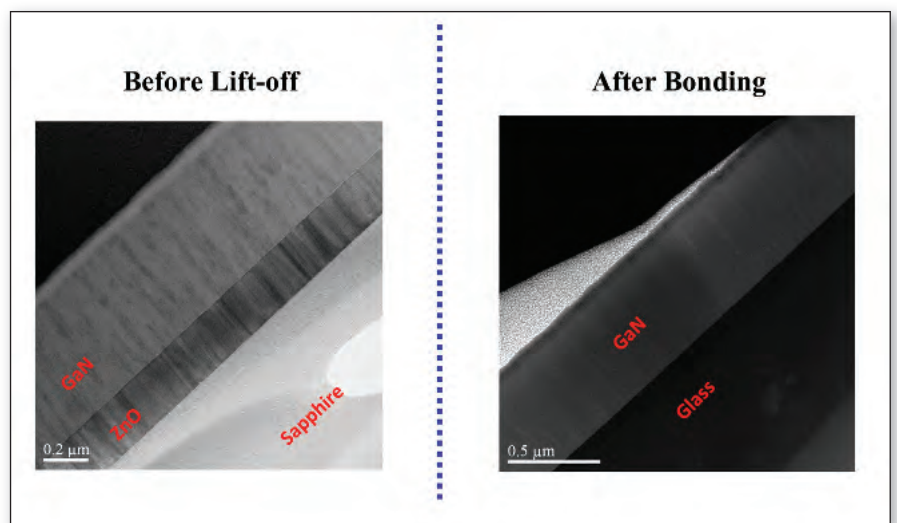 Before Lift-off
GaN
ZnO
Sapphire
0.2 µm
After Bonding
GaN
Glass
0.5 µm